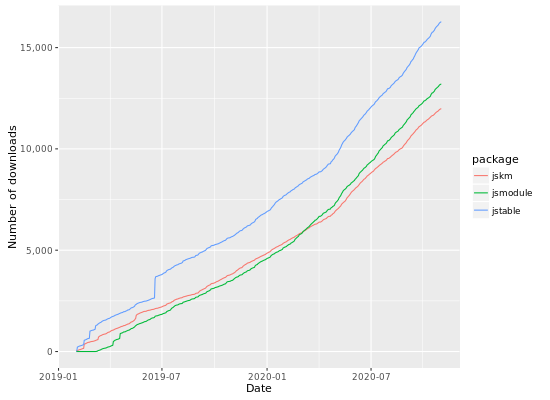 Number of downloads
15,000
10,000
5,000
0
2019-01 2019-07 2020-01 2020-07
Date
package
jskm
jsmodule
jstable